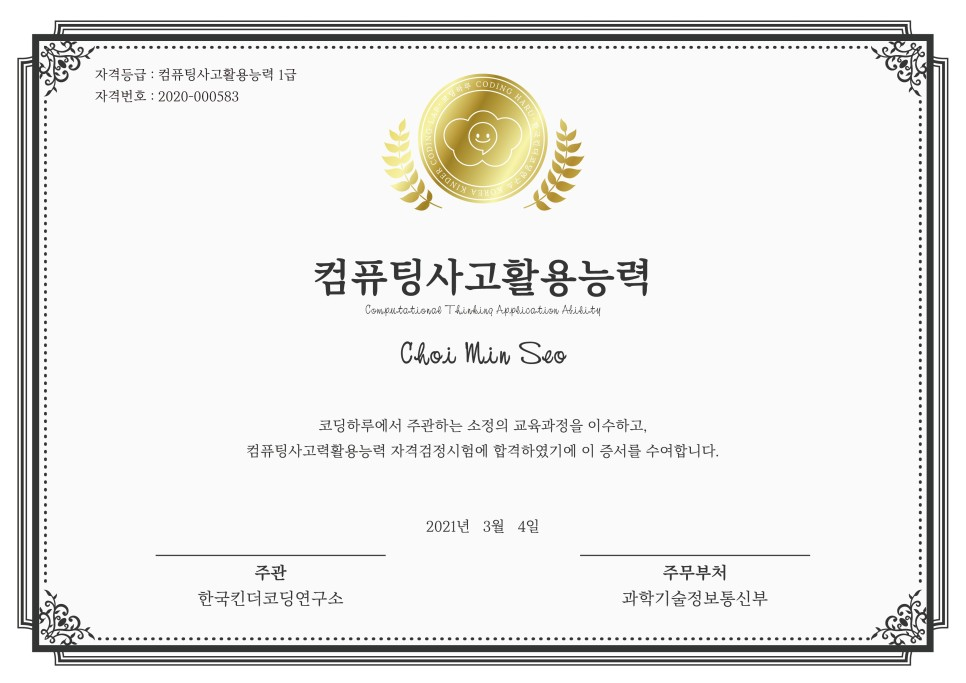 자격등급 : 컴퓨팅사고활용능력 1급
자격번호 : 2020-000583
CODING HARU
KOREA KINDER CODING
컴퓨팅사고활용능력
Computational Thinking Application Ability
Choi Min Seo
코딩하루에서 주관하는 소정의 교육과정을 이수하고,
컴퓨팅사고력활용능력 자격검정시험에 합격하였기에 이 증서를 수여합니다.
2021년 3월 4일
주관
한국킨더코딩연구소
주무부처
과학기술정보통신부